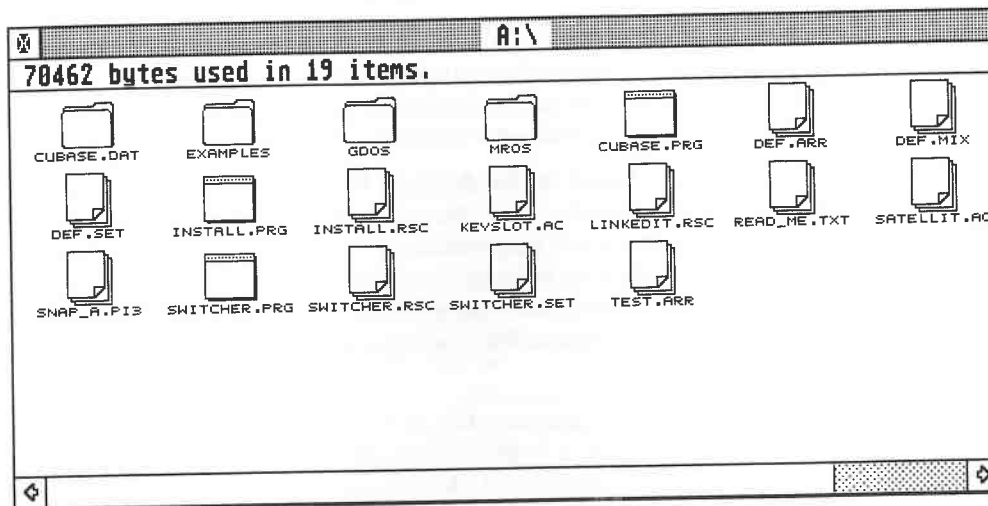 A:\
70462 bytes used in 19 items.
CUBASE.DAT EXAMPLES GDOS MROS CUBASE.PRG DEF.ARR DEF.MIX
DEF.SET INSTALL.PRG INSTALL.RSC KEYSLOT.AC LINKEDIT.RSC READ_ME.TXT SATELLIT.AC
SNAP_A.PI3 SWITCHER.PRG SWITCHER.RSC SWITCHER.SET TEST.ARR